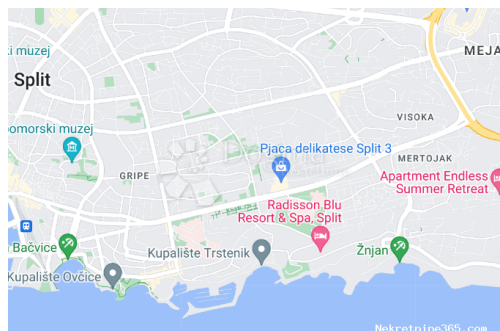 ki muzej
MEJA
Split
VISOKA
pomorski muzej
Pjaca delikatese Split 3
MERTOJAK
GRIPE
Apartment Endless
Summer Retreat
Radisson Blu
Resort & Spa, Split
Bačvice
Kupalište Trstenik
Žnjan
Kupalište Ovčice
Nekretnine365.com